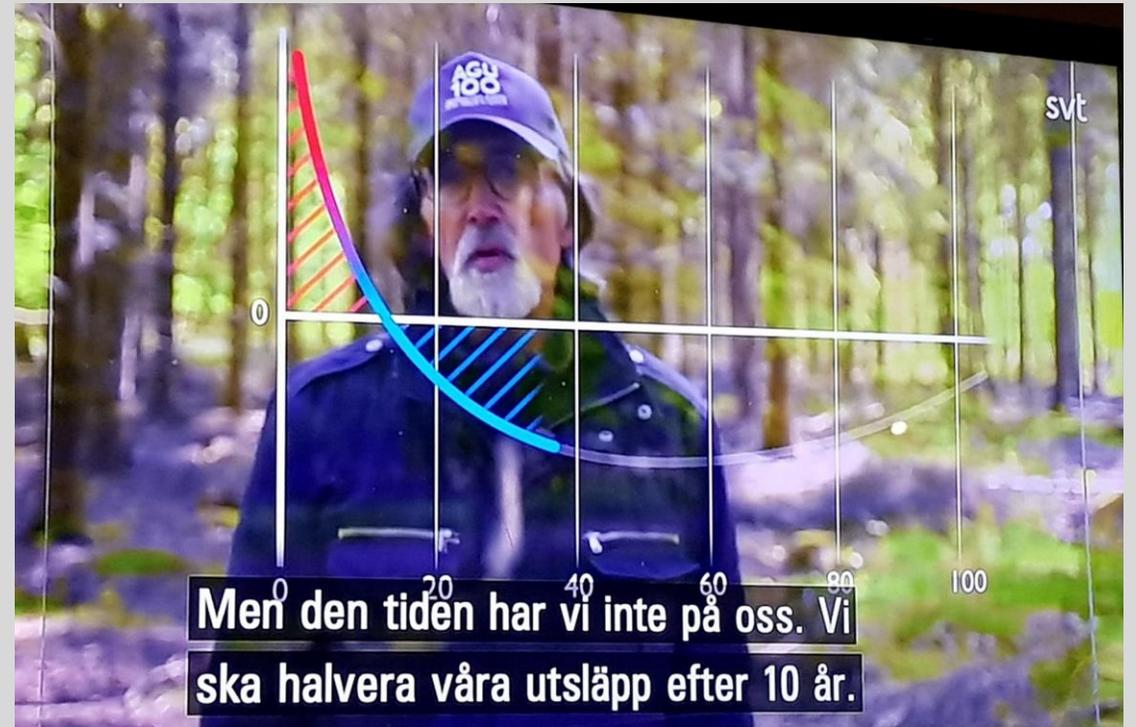 AGU
100
svt
0
0 20 40 60 80 100
Men den tiden har vi inte på oss. Vi
ska halvera våra utsläpp efter 10 år.